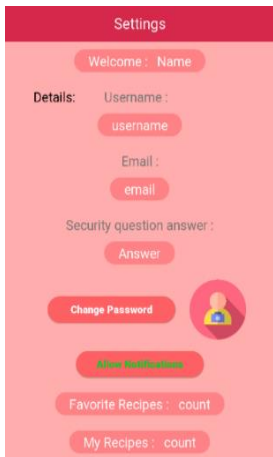 Settings
Welcome : Name
Details: Username :
username
Email :
email
Security question answer :
Answer
Change Password
Allow Notifications
Favorite Recipes : count
My Recipes : count